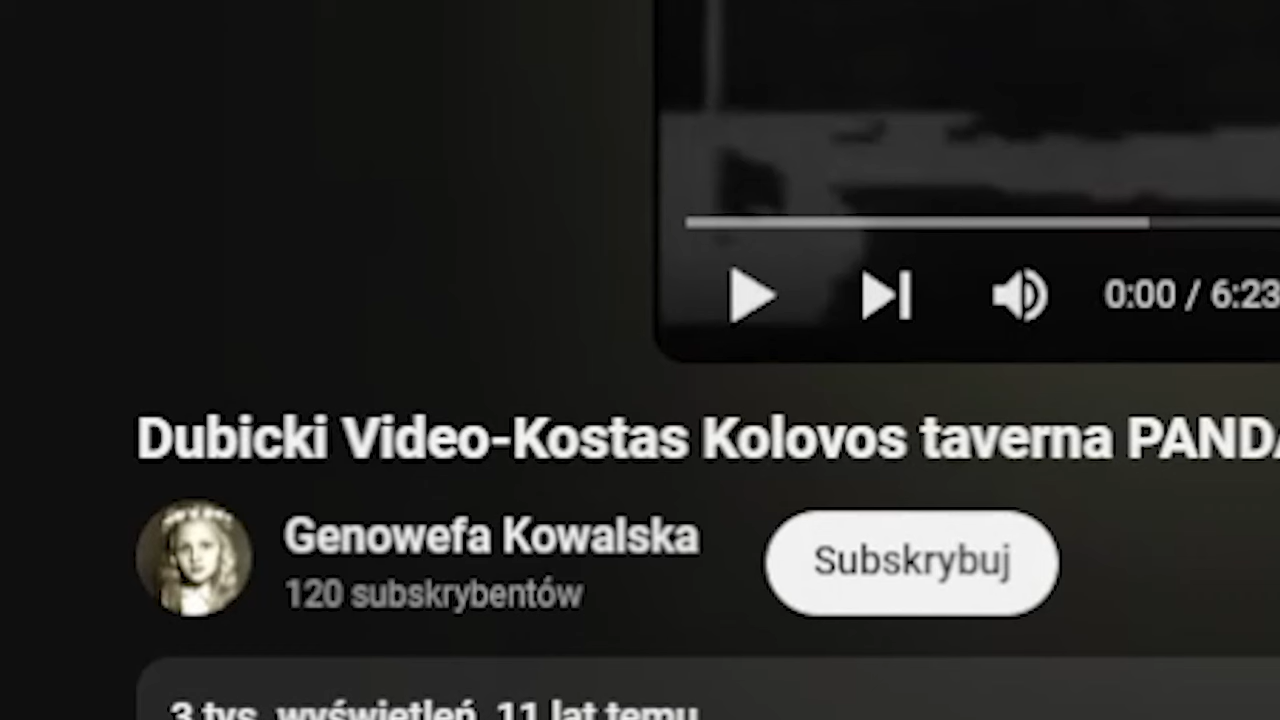 0:00 / 6:23
Dubicki Video-Kostas Kolovos taverna PANDA
Genowefa Kowalska
120 subskrybentów
Subskrybuj
3 tys. wyświetleń 11 lat temu